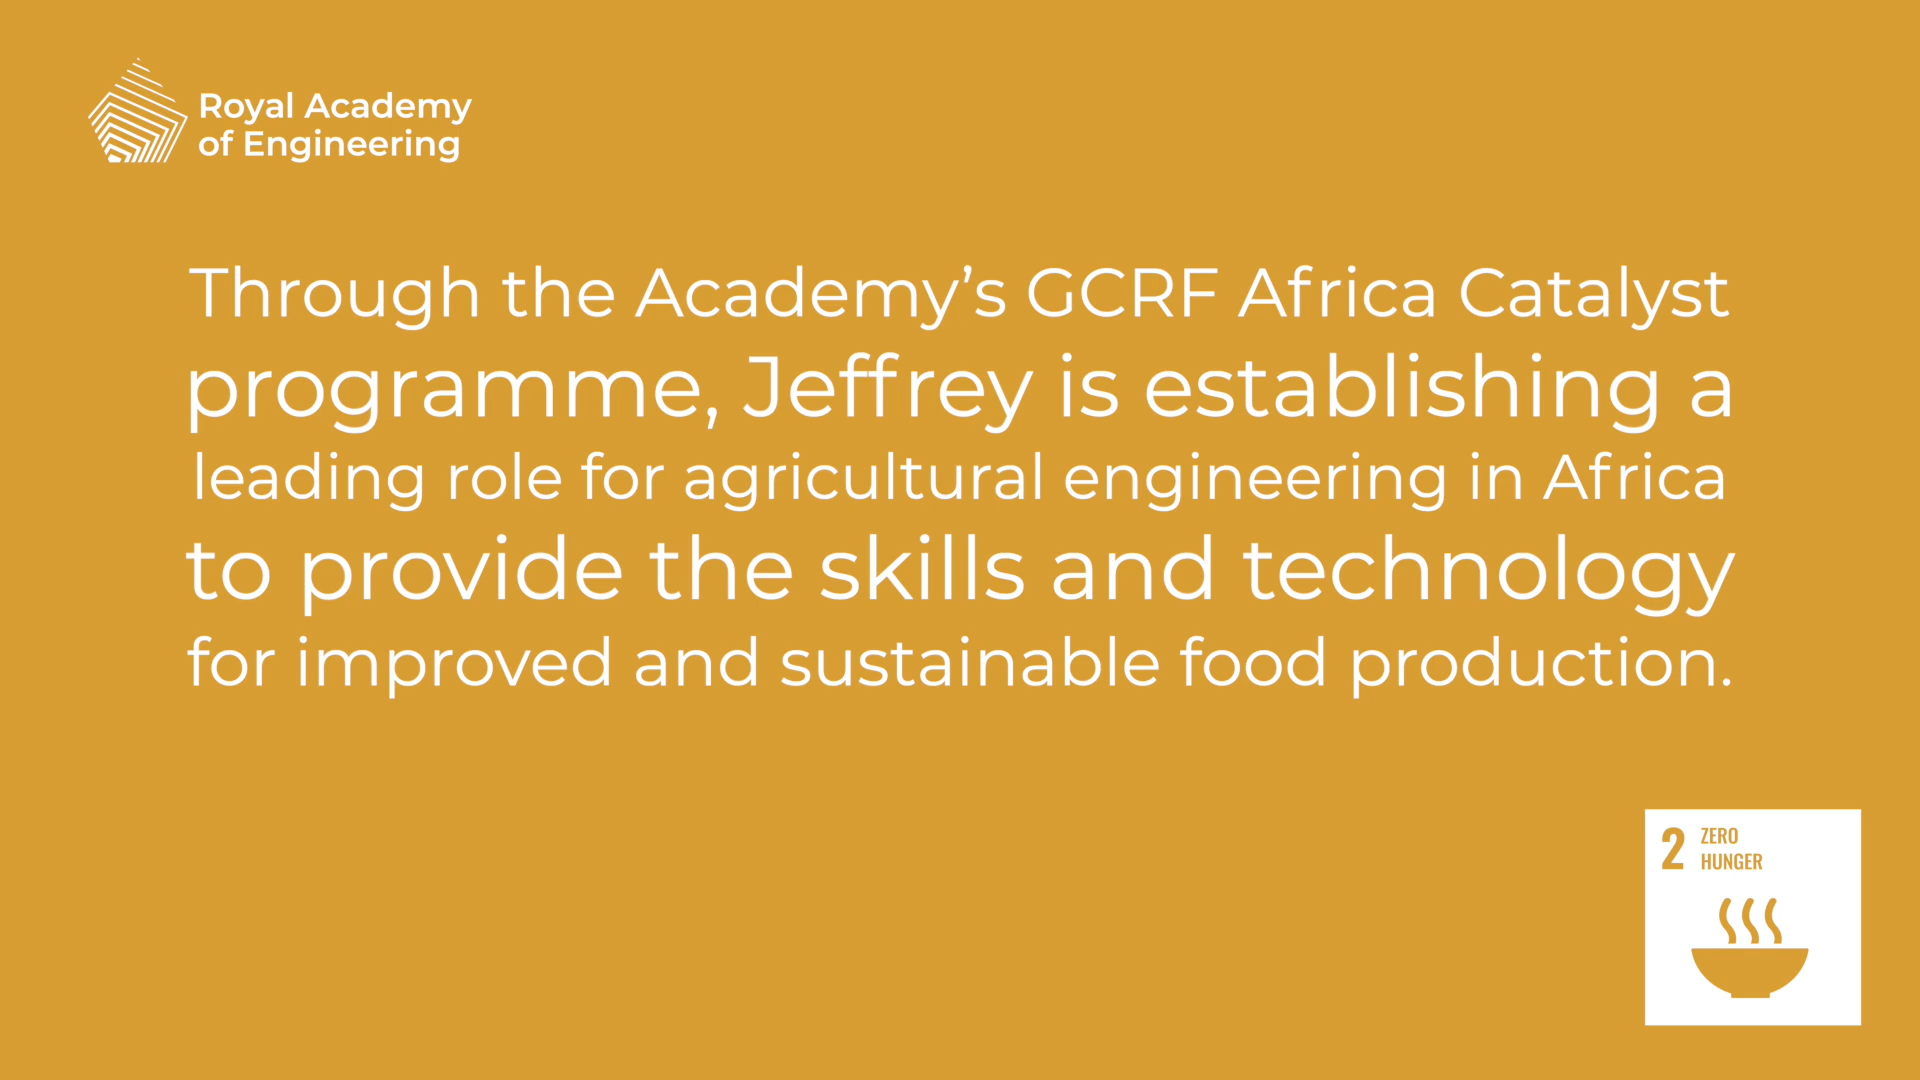 Royal Academy
of Engineering
Through the Academy’s GCRF Africa Catalyst
programme, Jeffrey is establishing a
leading role for agricultural engineering in Africa
to provide the skills and technology
for improved and sustainable food production.
2 ZERO
HUNGER